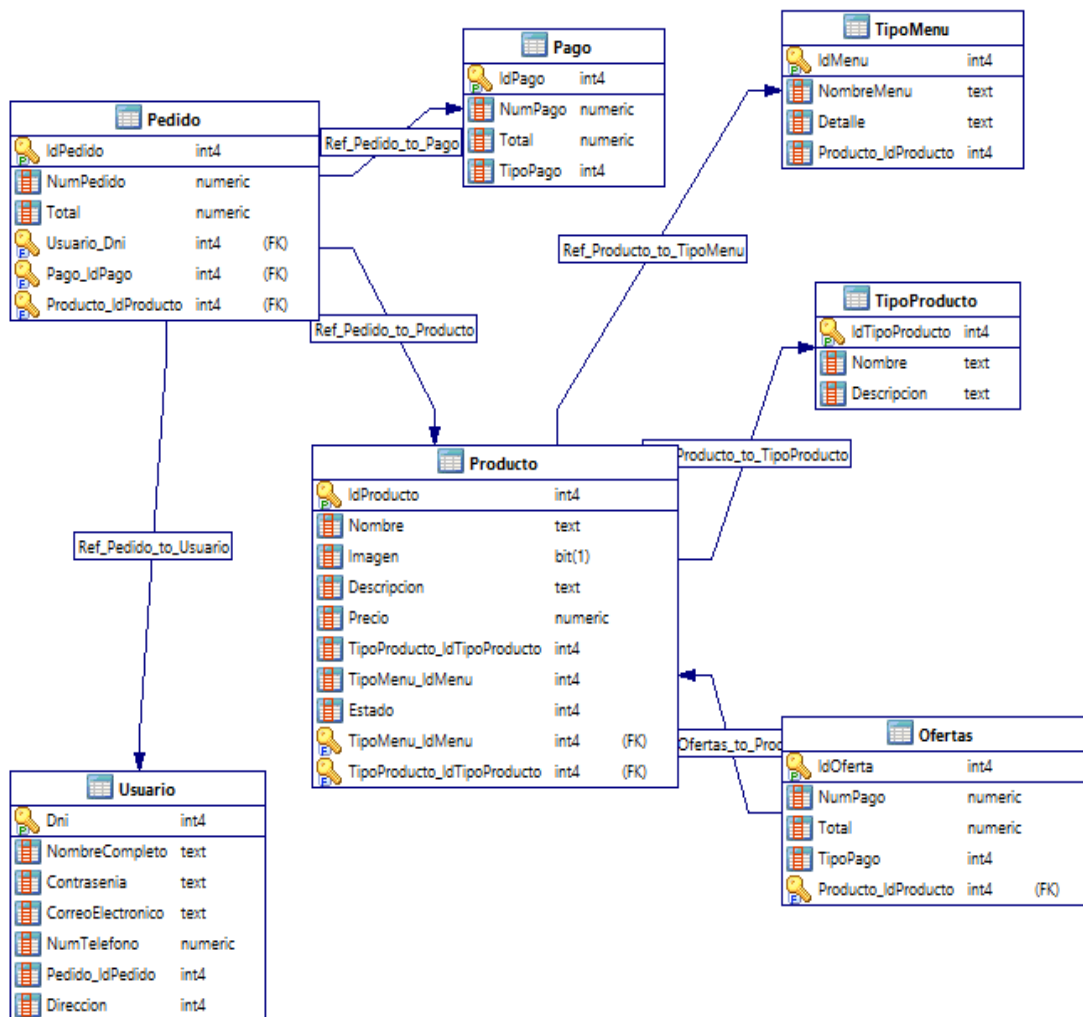 Pedido
IdPedido int4
NumPedido numeric
Total numeric
Usuario_Dni int4 (FK)
Pago_IdPago int4 (FK)
Producto_IdProducto int4 (FK)
Ref_Pedido_to_Pago
Pago
IdPago int4
NumPago numeric
Total numeric
TipoPago int4
TipoMenu
IdMenu int4
NombreMenu text
Detalle text
Producto_IdProducto int4
Ref_Producto_to_TipoMenu
TipoProducto
IdTipoProducto int4
Nombre text
Descripcion text
Ref_Pedido_to_Producto
Producto_to_TipoProducto
Producto
IdProducto int4
Nombre text
Imagen bit(1)
Descripcion text
Precio numeric
TipoProducto_IdTipoProducto int4
TipoMenu_IdMenu int4
Estado int4
TipoMenu_IdMenu int4 (FK)
TipoProducto_IdTipoProducto int4 (FK)
Ref_Pedido_to_Usuario
Ofertas_to_Prod
Ofertas
IdOferta int4
NumPago numeric
Total numeric
TipoPago int4
Producto_IdProducto int4 (FK)
Usuario
Dni int4
NombreCompleto text
Contrasenia text
CorreoElectronico text
NumTelefono numeric
Pedido_IdPedido int4
Direccion int4